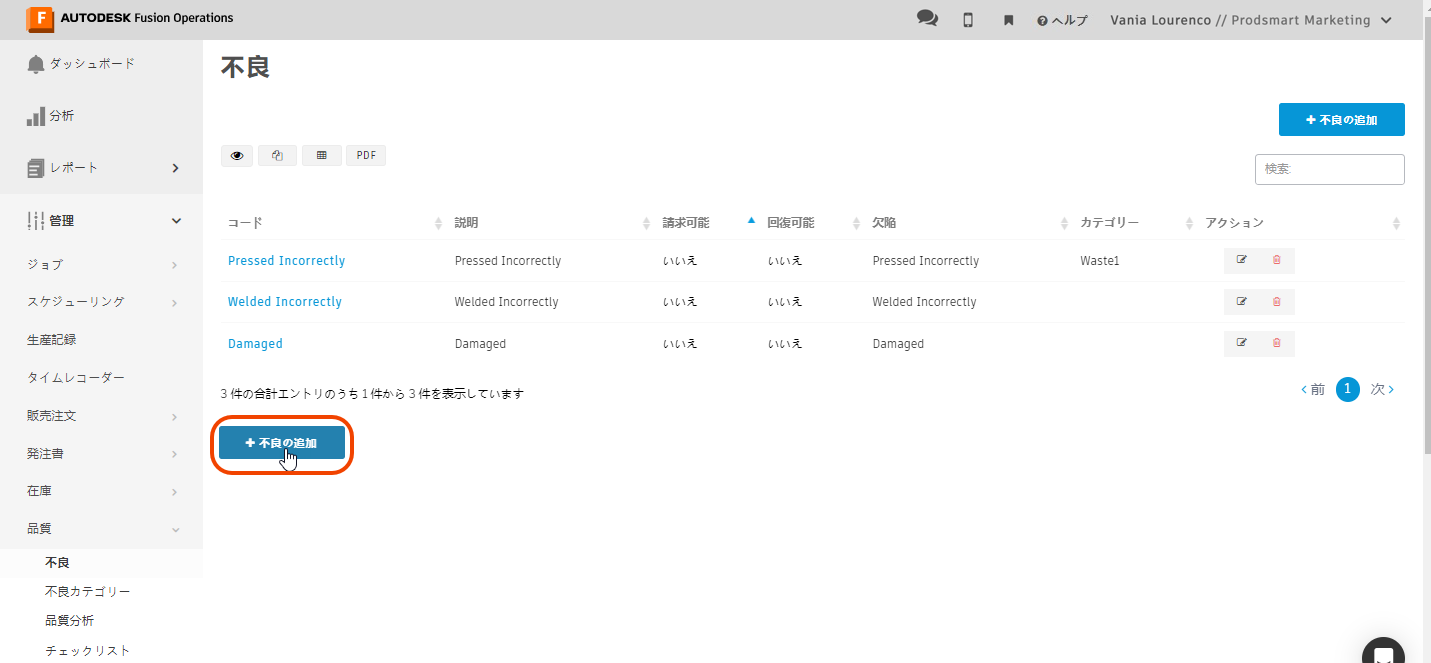 F AUTODESK Fusion Operations
ヘルプ
Vania Lourenco // Prodsmart Marketing
ダッシュボード
分析
レポート
管理
ジョブ
スケジューリング
生産記録
タイムレコーダー
販売注文
発注書
在庫
品質
不良
不良カテゴリー
品質分析
チェックリスト
不良
+ 不良の追加
PDF
検索:
コード 説明 請求可能 回復可能 欠陥 カテゴリー アクション
Pressed Incorrectly Pressed Incorrectly いいえ いいえ Pressed Incorrectly Waste1
Welded Incorrectly Welded Incorrectly いいえ いいえ Welded Incorrectly
Damaged Damaged いいえ いいえ Damaged
3 件の合計エントリのうち 1 件から 3 件を表示しています
前 1 次
+ 不良の追加